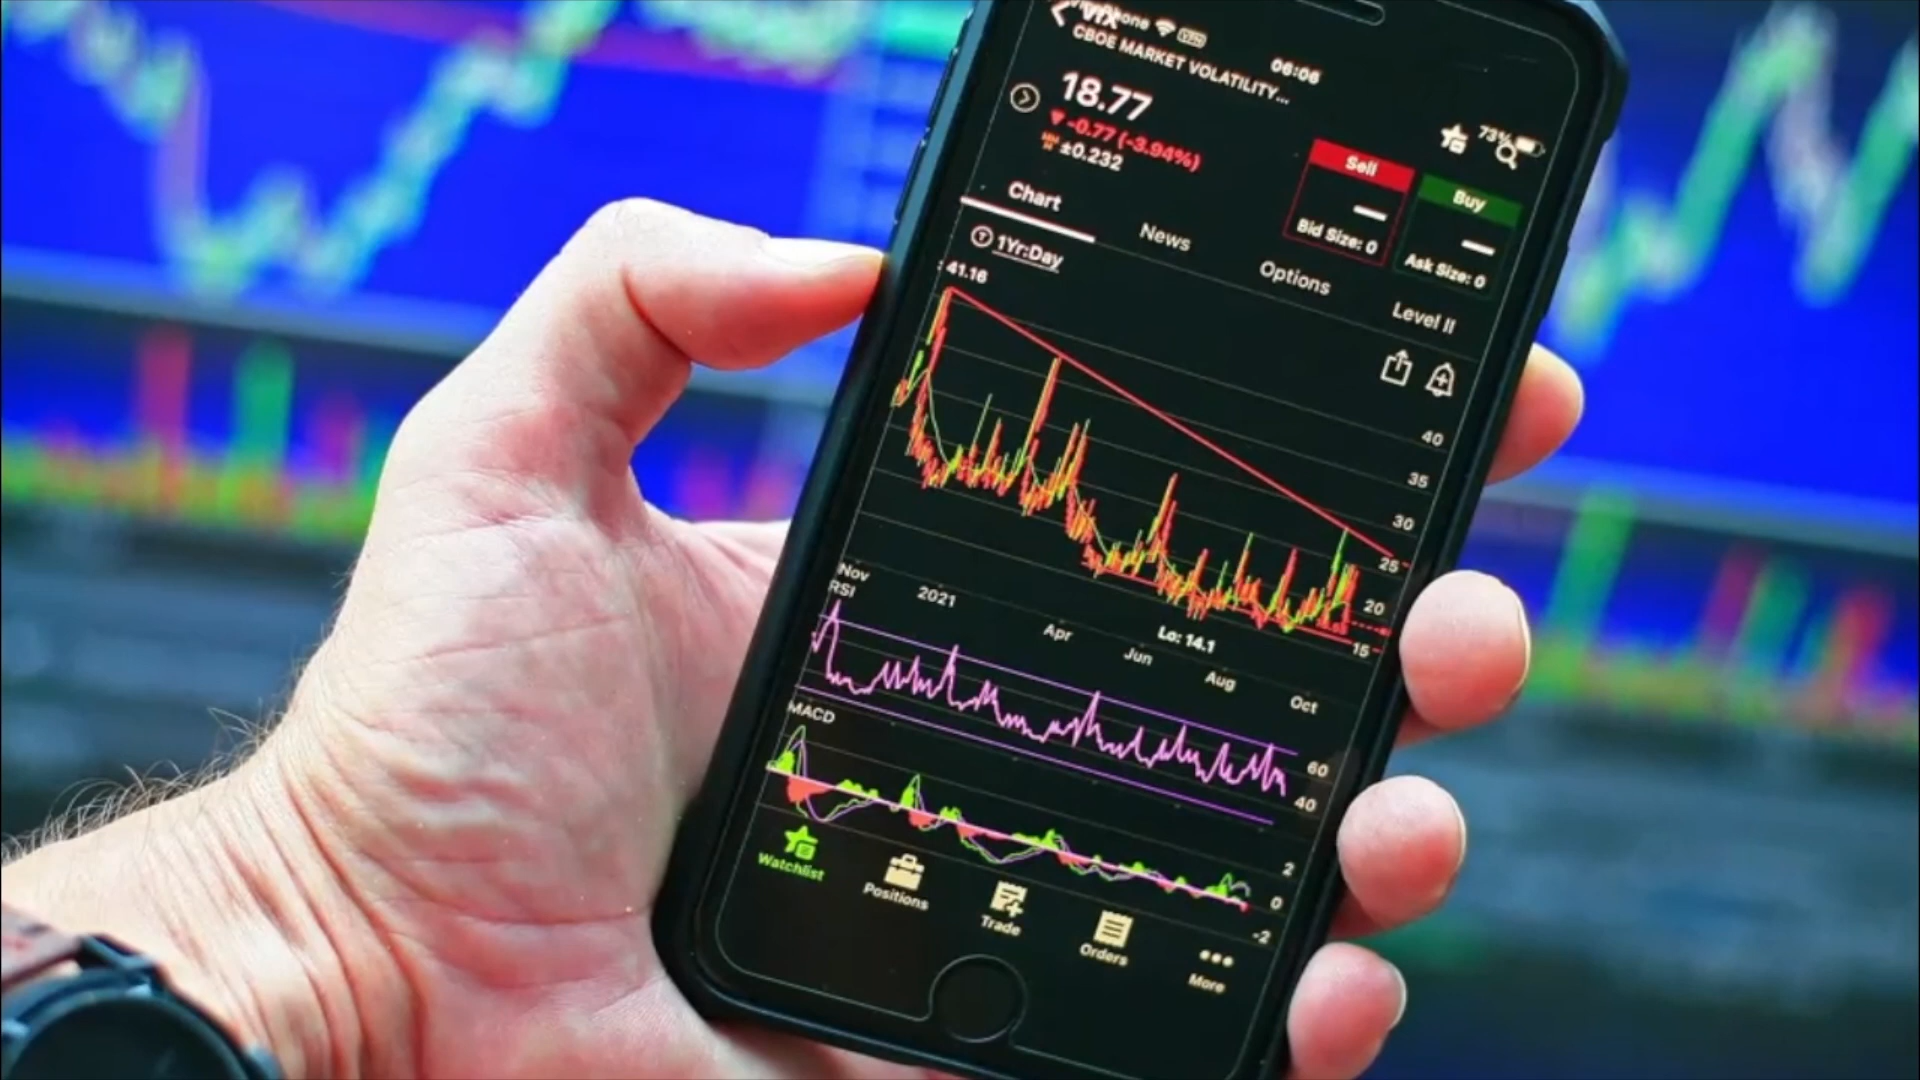 VIX
CBOE MARKET VOLATILITY...
06:06
73%
18.77
-0.77 (-3.94%)
±0.232
Sell
Bid Size: 0
Buy
Ask Size: 0
Chart
News
Options
Level II
1Yr:Day
41.16
40
35
30
25
20
15
Lo: 14.1
Nov
2021
Apr
Jun
Aug
Oct
RSI
60
40
MACD
2
0
-2
Watchlist
Positions
Trade
Orders
More